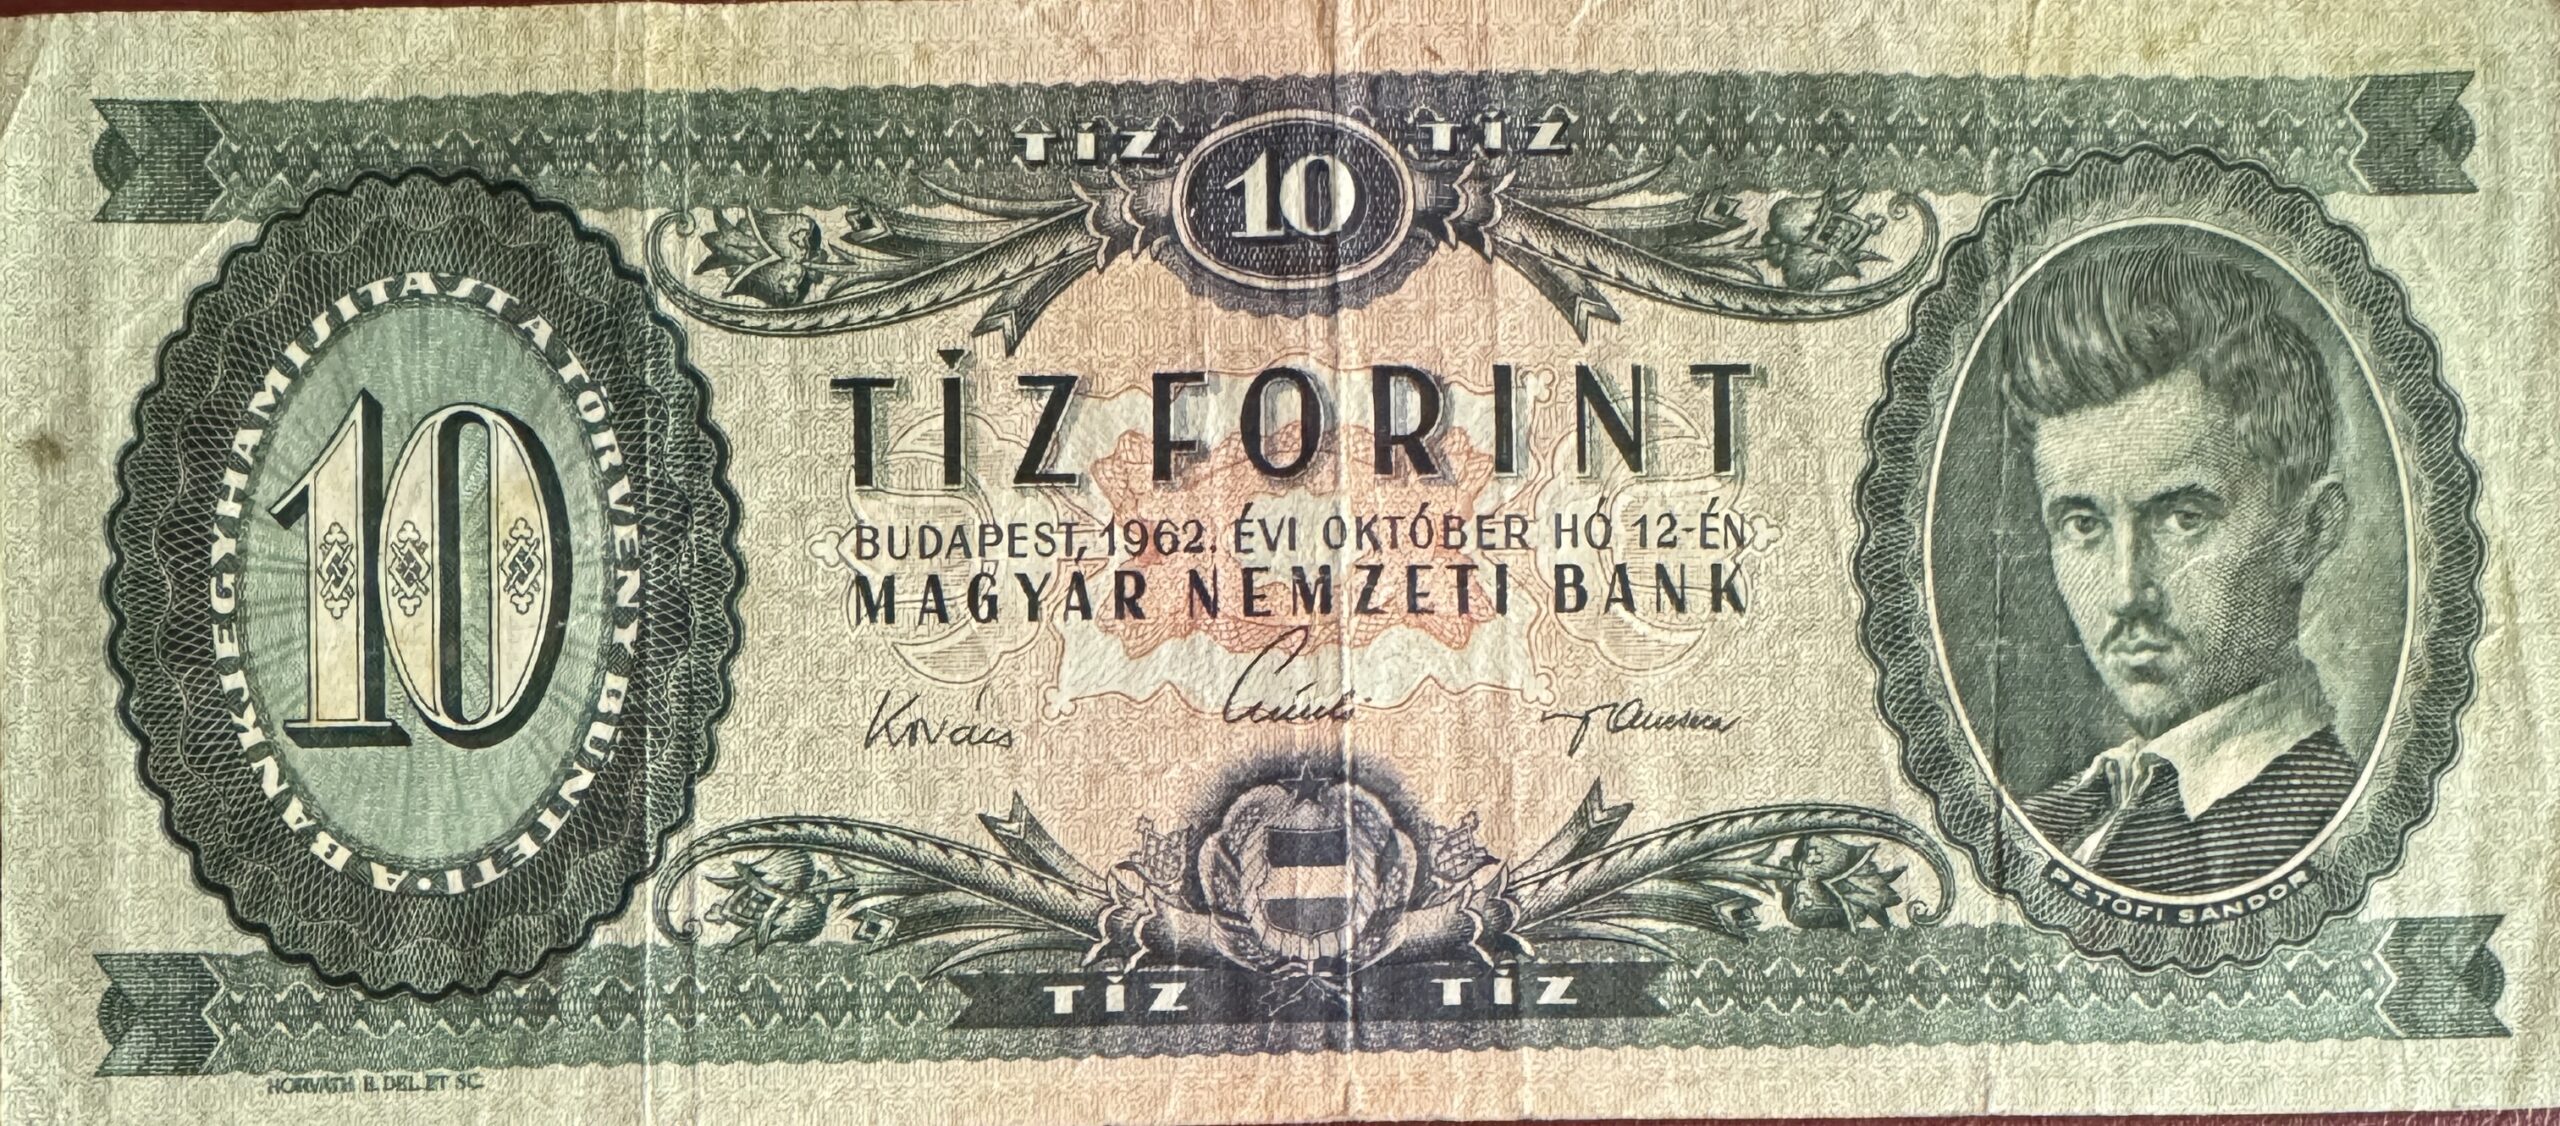 TÍZ 10 TÍZ
A BANKJEGYHAMISÍTÁST A TÖRVÉNY BÜNTETI.
10
TÍZ FORINT
BUDAPEST, 1962. ÉVI OKTÓBER HÓ 12-ÉN
MAGYAR NEMZETI BANK
Kovács
PETŐFI SÁNDOR
TÍZ TÍZ
HORVÁTH E. DEL. ET SC.